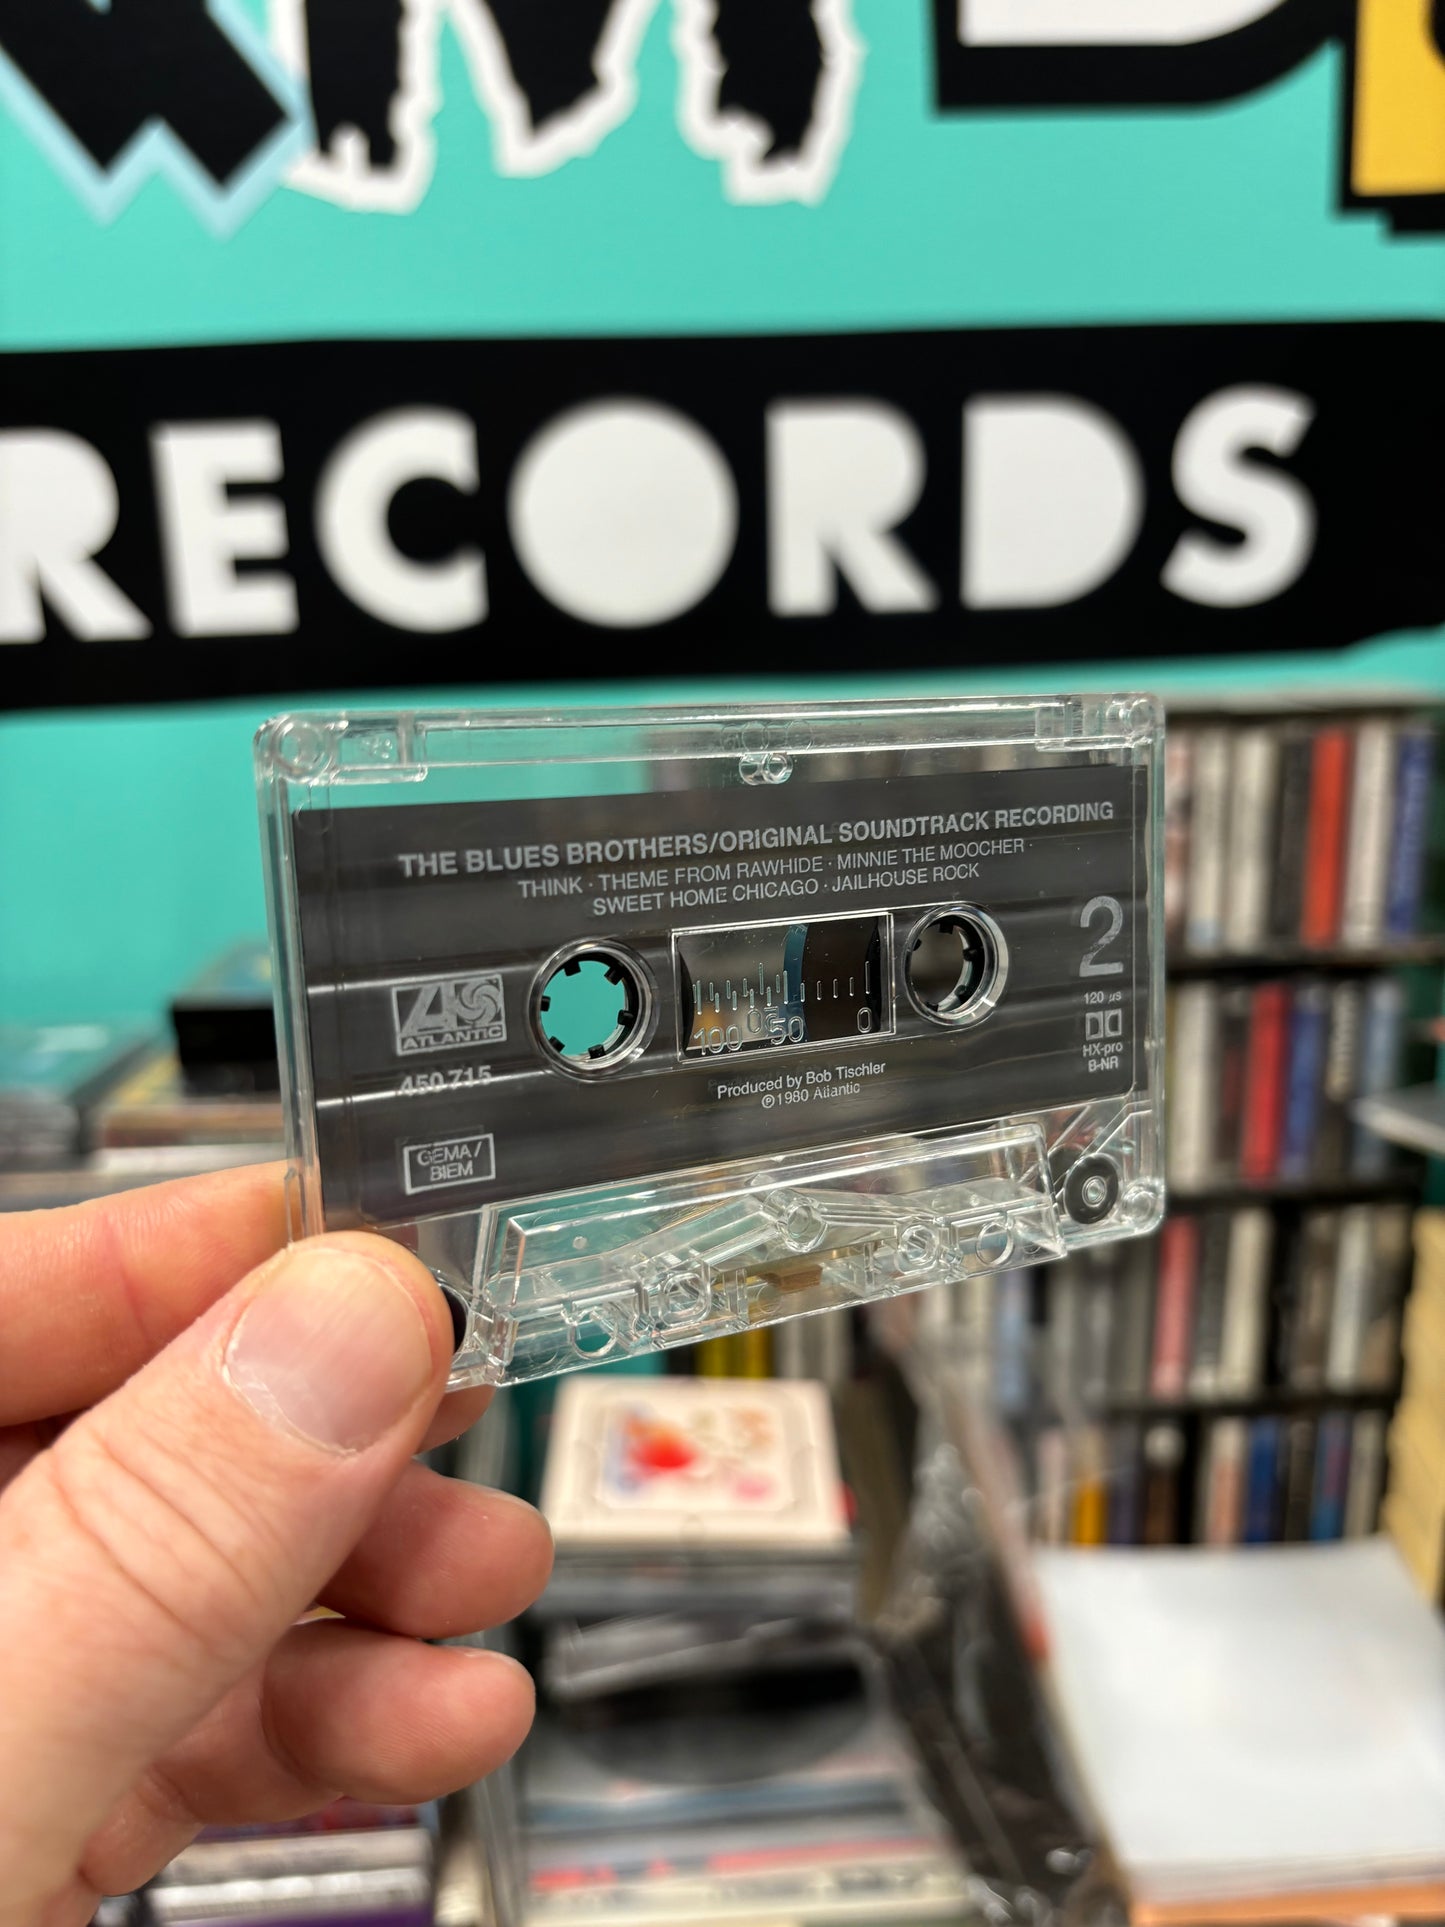 RECORDS
THE BLUES BROTHERS/ORIGINAL SOUNDTRACK RECORDING
THINK · THEME FROM RAWHIDE · MINNIE THE MOOCHER ·
SWEET HOME CHICAGO · JAILHOUSE ROCK
2
ATLANTIC
100 50 0
120 µs
HX-pro
B-NR
450 715
Produced by Bob Tischler
℗1980 Atlantic
GEMA/
BIEM